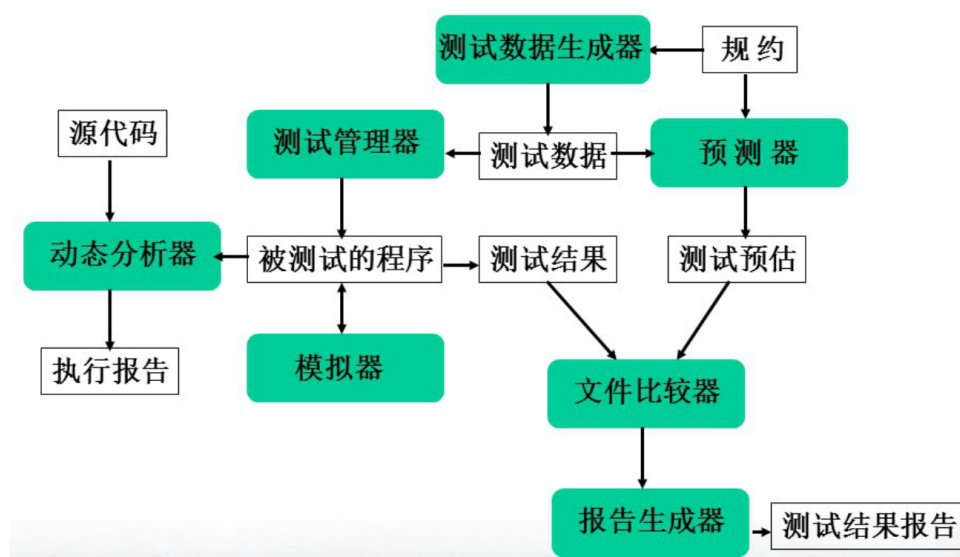 测试数据生成器
规 约
源代码
测试管理器
测试数据
预 测 器
动态分析器
被测试的程序
测试结果
测试预估
执行报告
模拟器
文件比较器
报告生成器
测试结果报告